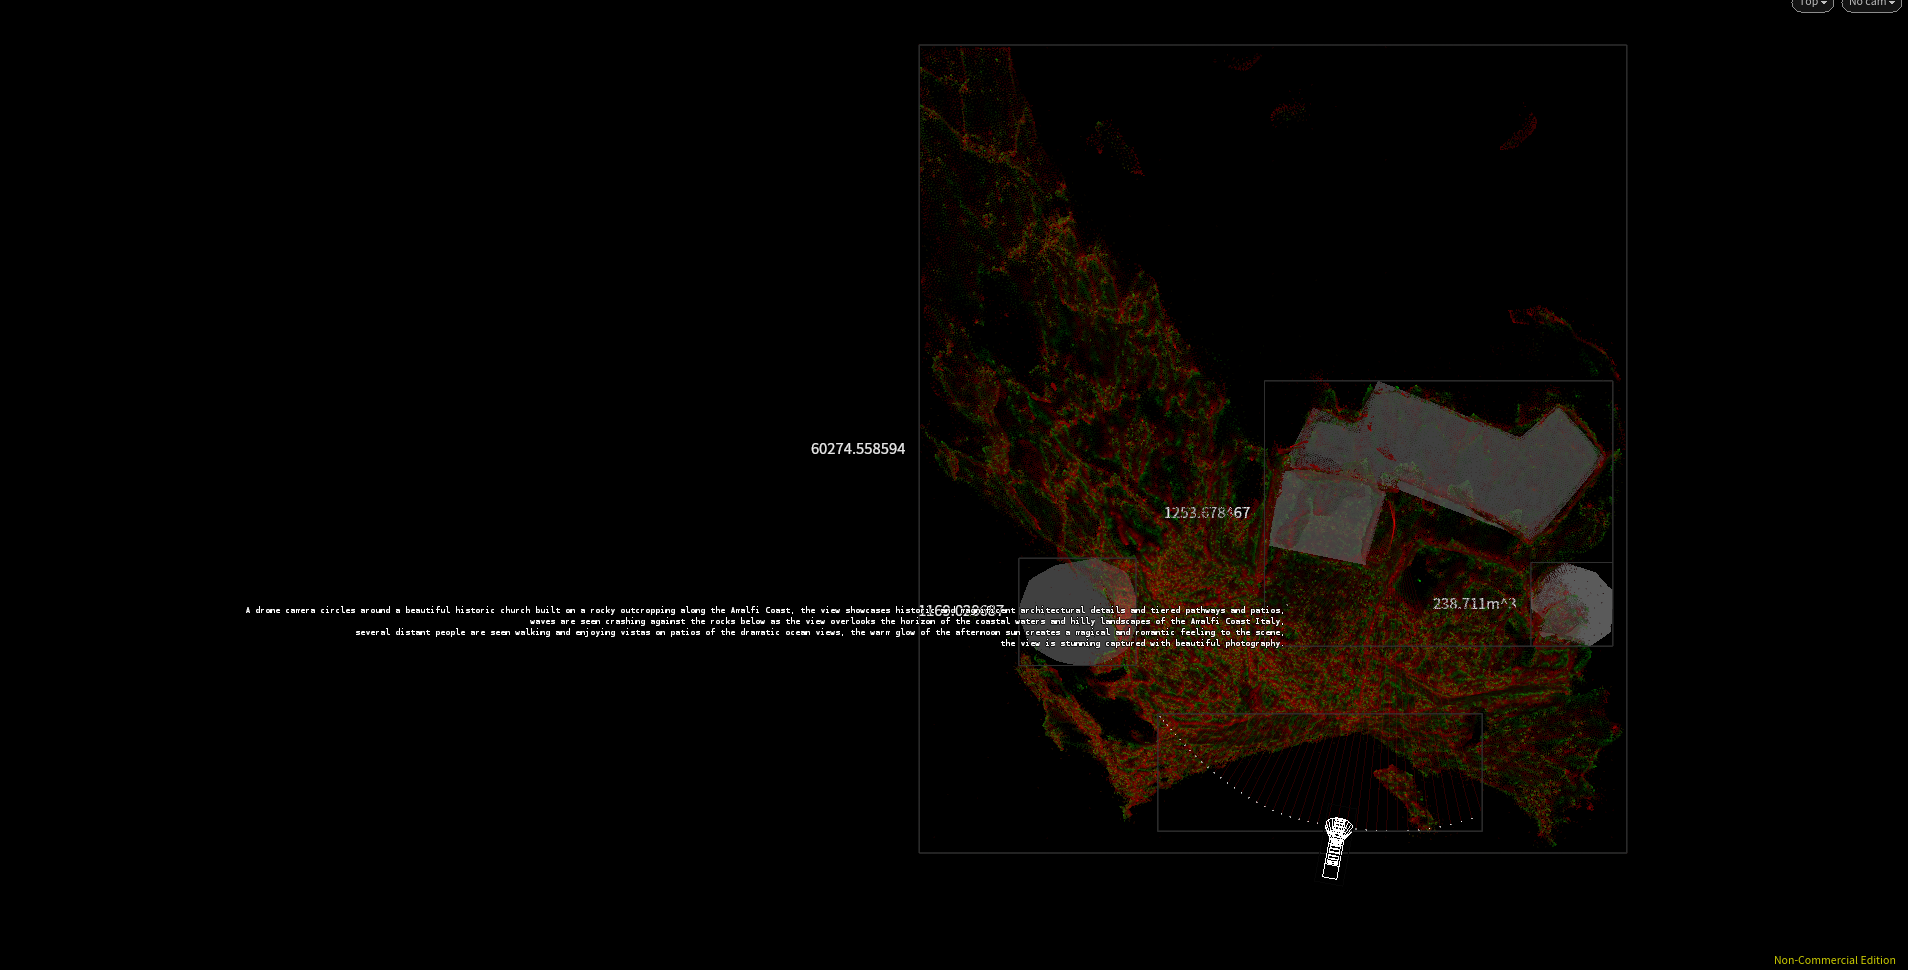 Top
No cam
60274.558594
238.711m^3
A drone camera circles around a beautiful historic church built on a rocky outcropping along the Amalfi Coast, the view showcases historic and magnificent architectural details and tiered pathways and patios,
waves are seen crashing against the rocks below as the view overlooks the horizon of the coastal waters and hilly landscapes of the Amalfi Coast Italy,
several distant people are seen walking and enjoying vistas on patios of the dramatic ocean views, the warm glow of the afternoon sun creates a magical and romantic feeling to the scene,
the view is stunning captured with beautiful photography.
Non-Commercial Edition